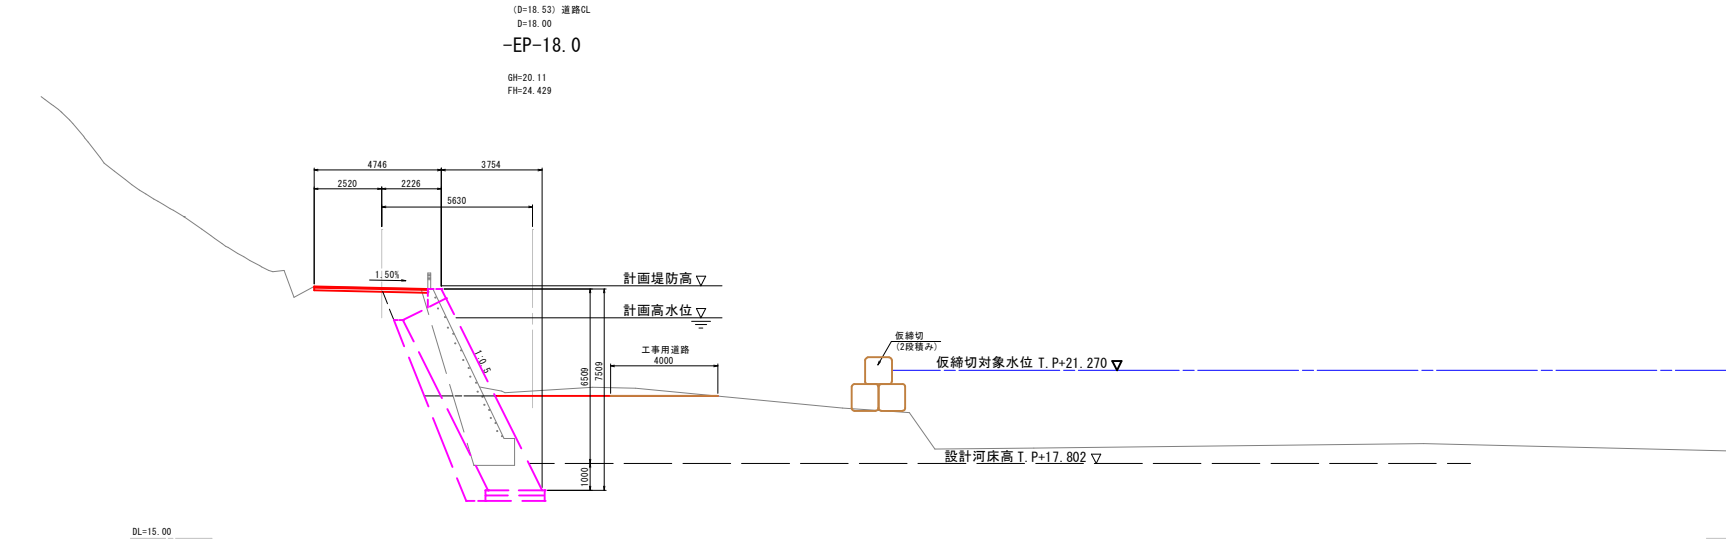 (D=18.53) 道路CL
D=18.00
-EP-18.0
GH=20.11
FH=24.429
4746
3754
2520
2226
5630
1.50%
計画堤防高
計画高水位
1:0.5
工事用道路
4000
6509
7509
仮締切
(2段積み)
仮締切対象水位 T.P+21.270
設計河床高 T.P+17.802
1000
DL=15.00